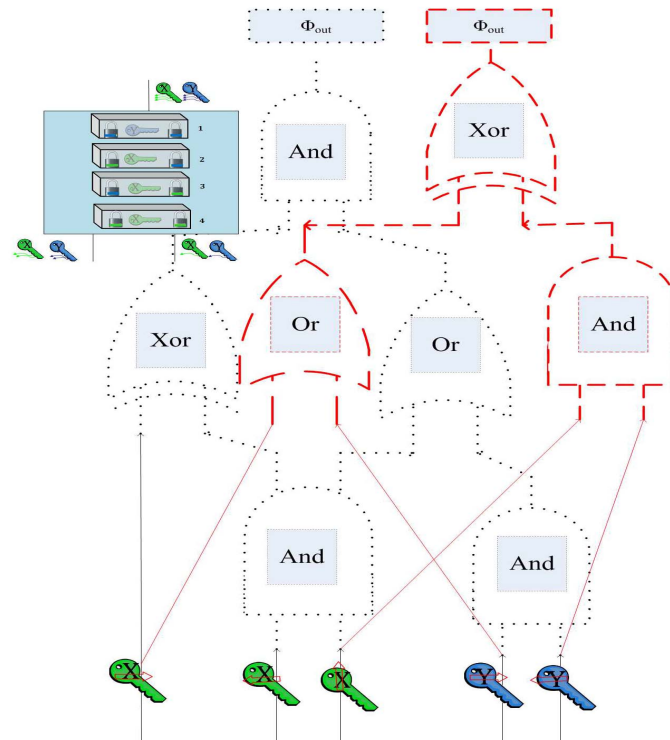 Φout
Φout
X Y
1
Y
And
Xor
2
X
3
X
4
X
X Y
X Y
Xor
Or
Or
And
And
And
X
X
X
Y
Y